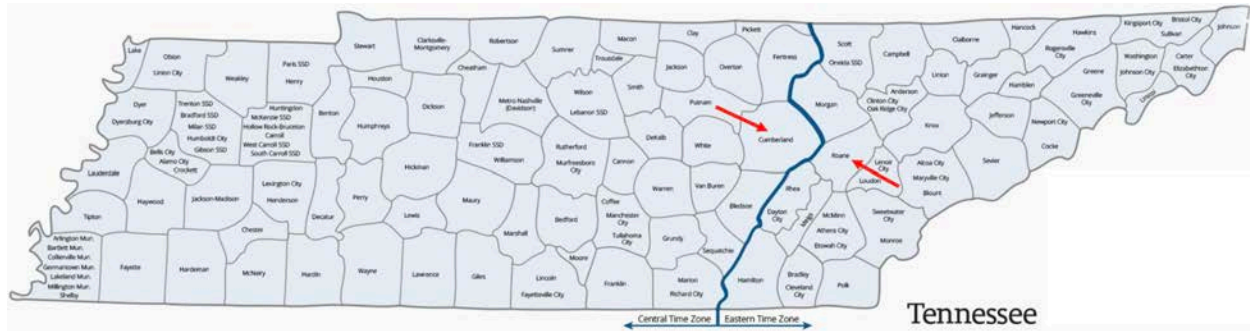 Lake
Obion
Union City
Weakley
Paris SSD
Henry
Stewart
Clarksville-
Montgomery
Robertson
Sumner
Macon
Trousdale
Clay
Pickett
Scott
Oneida SSD
Campbell
Claiborne
Hancock
Hawkins
Rogersville
City
Kingsport City
Bristol City
Sullivan
Johnson
Washington
Johnson City
Carter
Elizabethton
City
Unicoi
Greene
Greeneville
City
Hamblen
Grainger
Union
Anderson
Clinton City
Oak Ridge City
Morgan
Fentress
Overton
Jackson
Smith
Putnam
Cumberland
White
DeKalb
Wilson
Lebanon SSD
Cheatham
Metro Nashville
(Davidson)
Dickson
Houston
Humphreys
Benton
Huntingdon
McKenzie SSD
Hollow Rock-Bruceton
Carroll
West Carroll SSD
South Carroll SSD
Trenton SSD
Bradford SSD
Milan SSD
Humboldt City
Gibson SSD
Dyer
Dyersburg City
Bells City
Alamo City
Crockett
Lauderdale
Haywood
Jackson-Madison
Lexington City
Henderson
Decatur
Perry
Hickman
Franklin SSD
Williamson
Rutherford
Murfreesboro
City
Cannon
Warren
Van Buren
Bledsoe
Rhea
Dayton
City
Meigs
Roane
Lenoir
City
Loudon
Knox
Jefferson
Newport City
Cocke
Sevier
Alcoa City
Maryville City
Blount
Sweetwater
City
Monroe
McMinn
Athens City
Etowah City
Polk
Bradley
Cleveland
City
Hamilton
Sequatchie
Marion
Richard City
Grundy
Coffee
Manchester
City
Tullahoma
City
Bedford
Moore
Franklin
Lincoln
Fayetteville City
Marshall
Maury
Lewis
Giles
Lawrence
Wayne
Hardin
McNairy
Chester
Hardeman
Fayette
Tipton
Arlington Mun.
Bartlett Mun.
Collierville Mun.
Germantown Mun.
Lakeland Mun.
Millington Mun.
Shelby
Central Time Zone
Eastern Time Zone
Tennessee